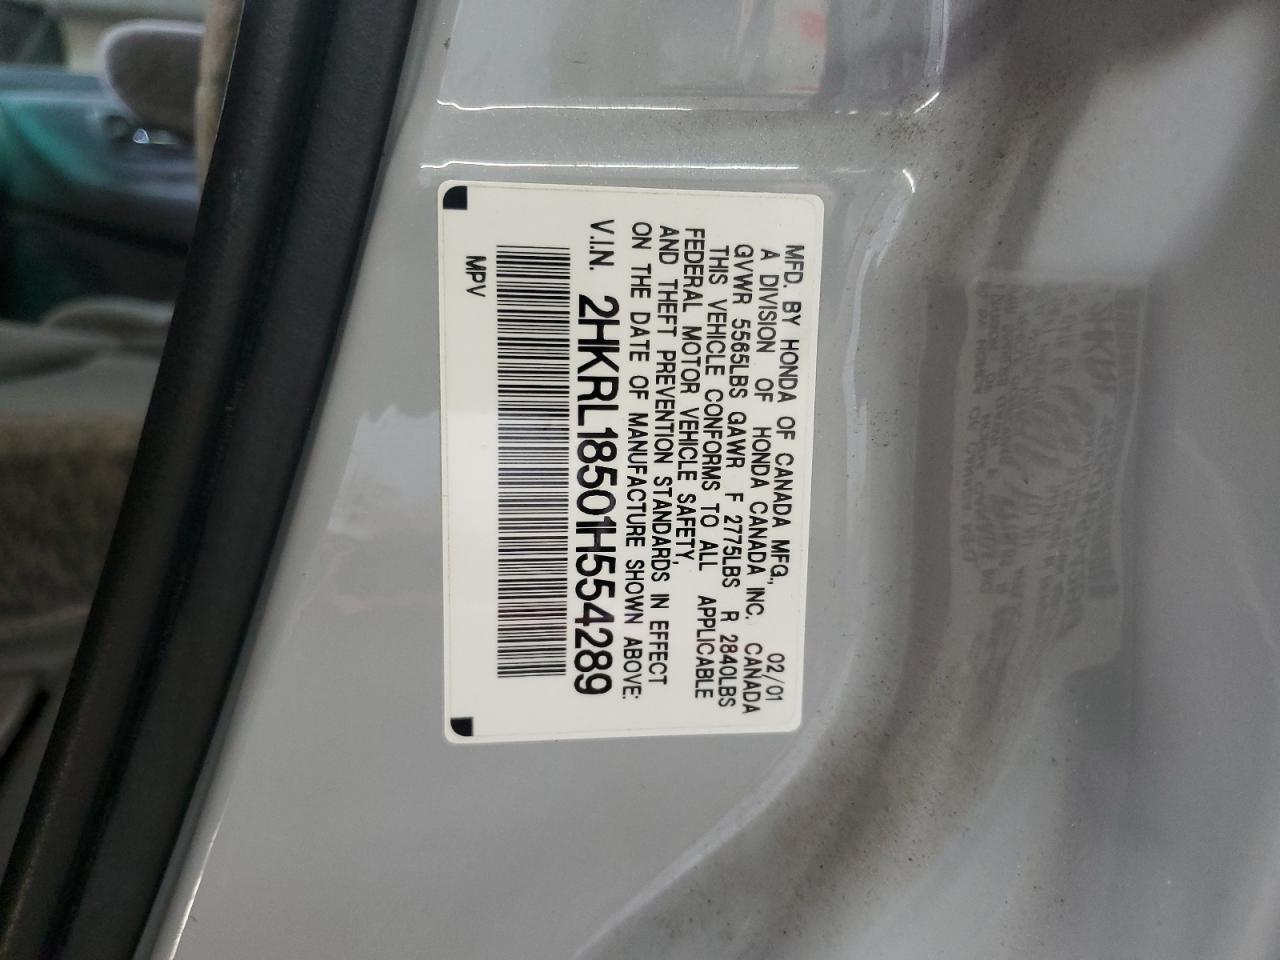 MFD. BY HONDA OF CANADA MFG., 02/01
A DIVISION OF HONDA CANADA INC. CANADA
GVWR 5565LBS GAWR F 2775LBS R 2840LBS
THIS VEHICLE CONFORMS TO ALL APPLICABLE
FEDERAL MOTOR VEHICLE SAFETY,
AND THEFT PREVENTION STANDARDS IN EFFECT
ON THE DATE OF MANUFACTURE SHOWN ABOVE:
V.I.N. 2HKRL18501H554289
MPV